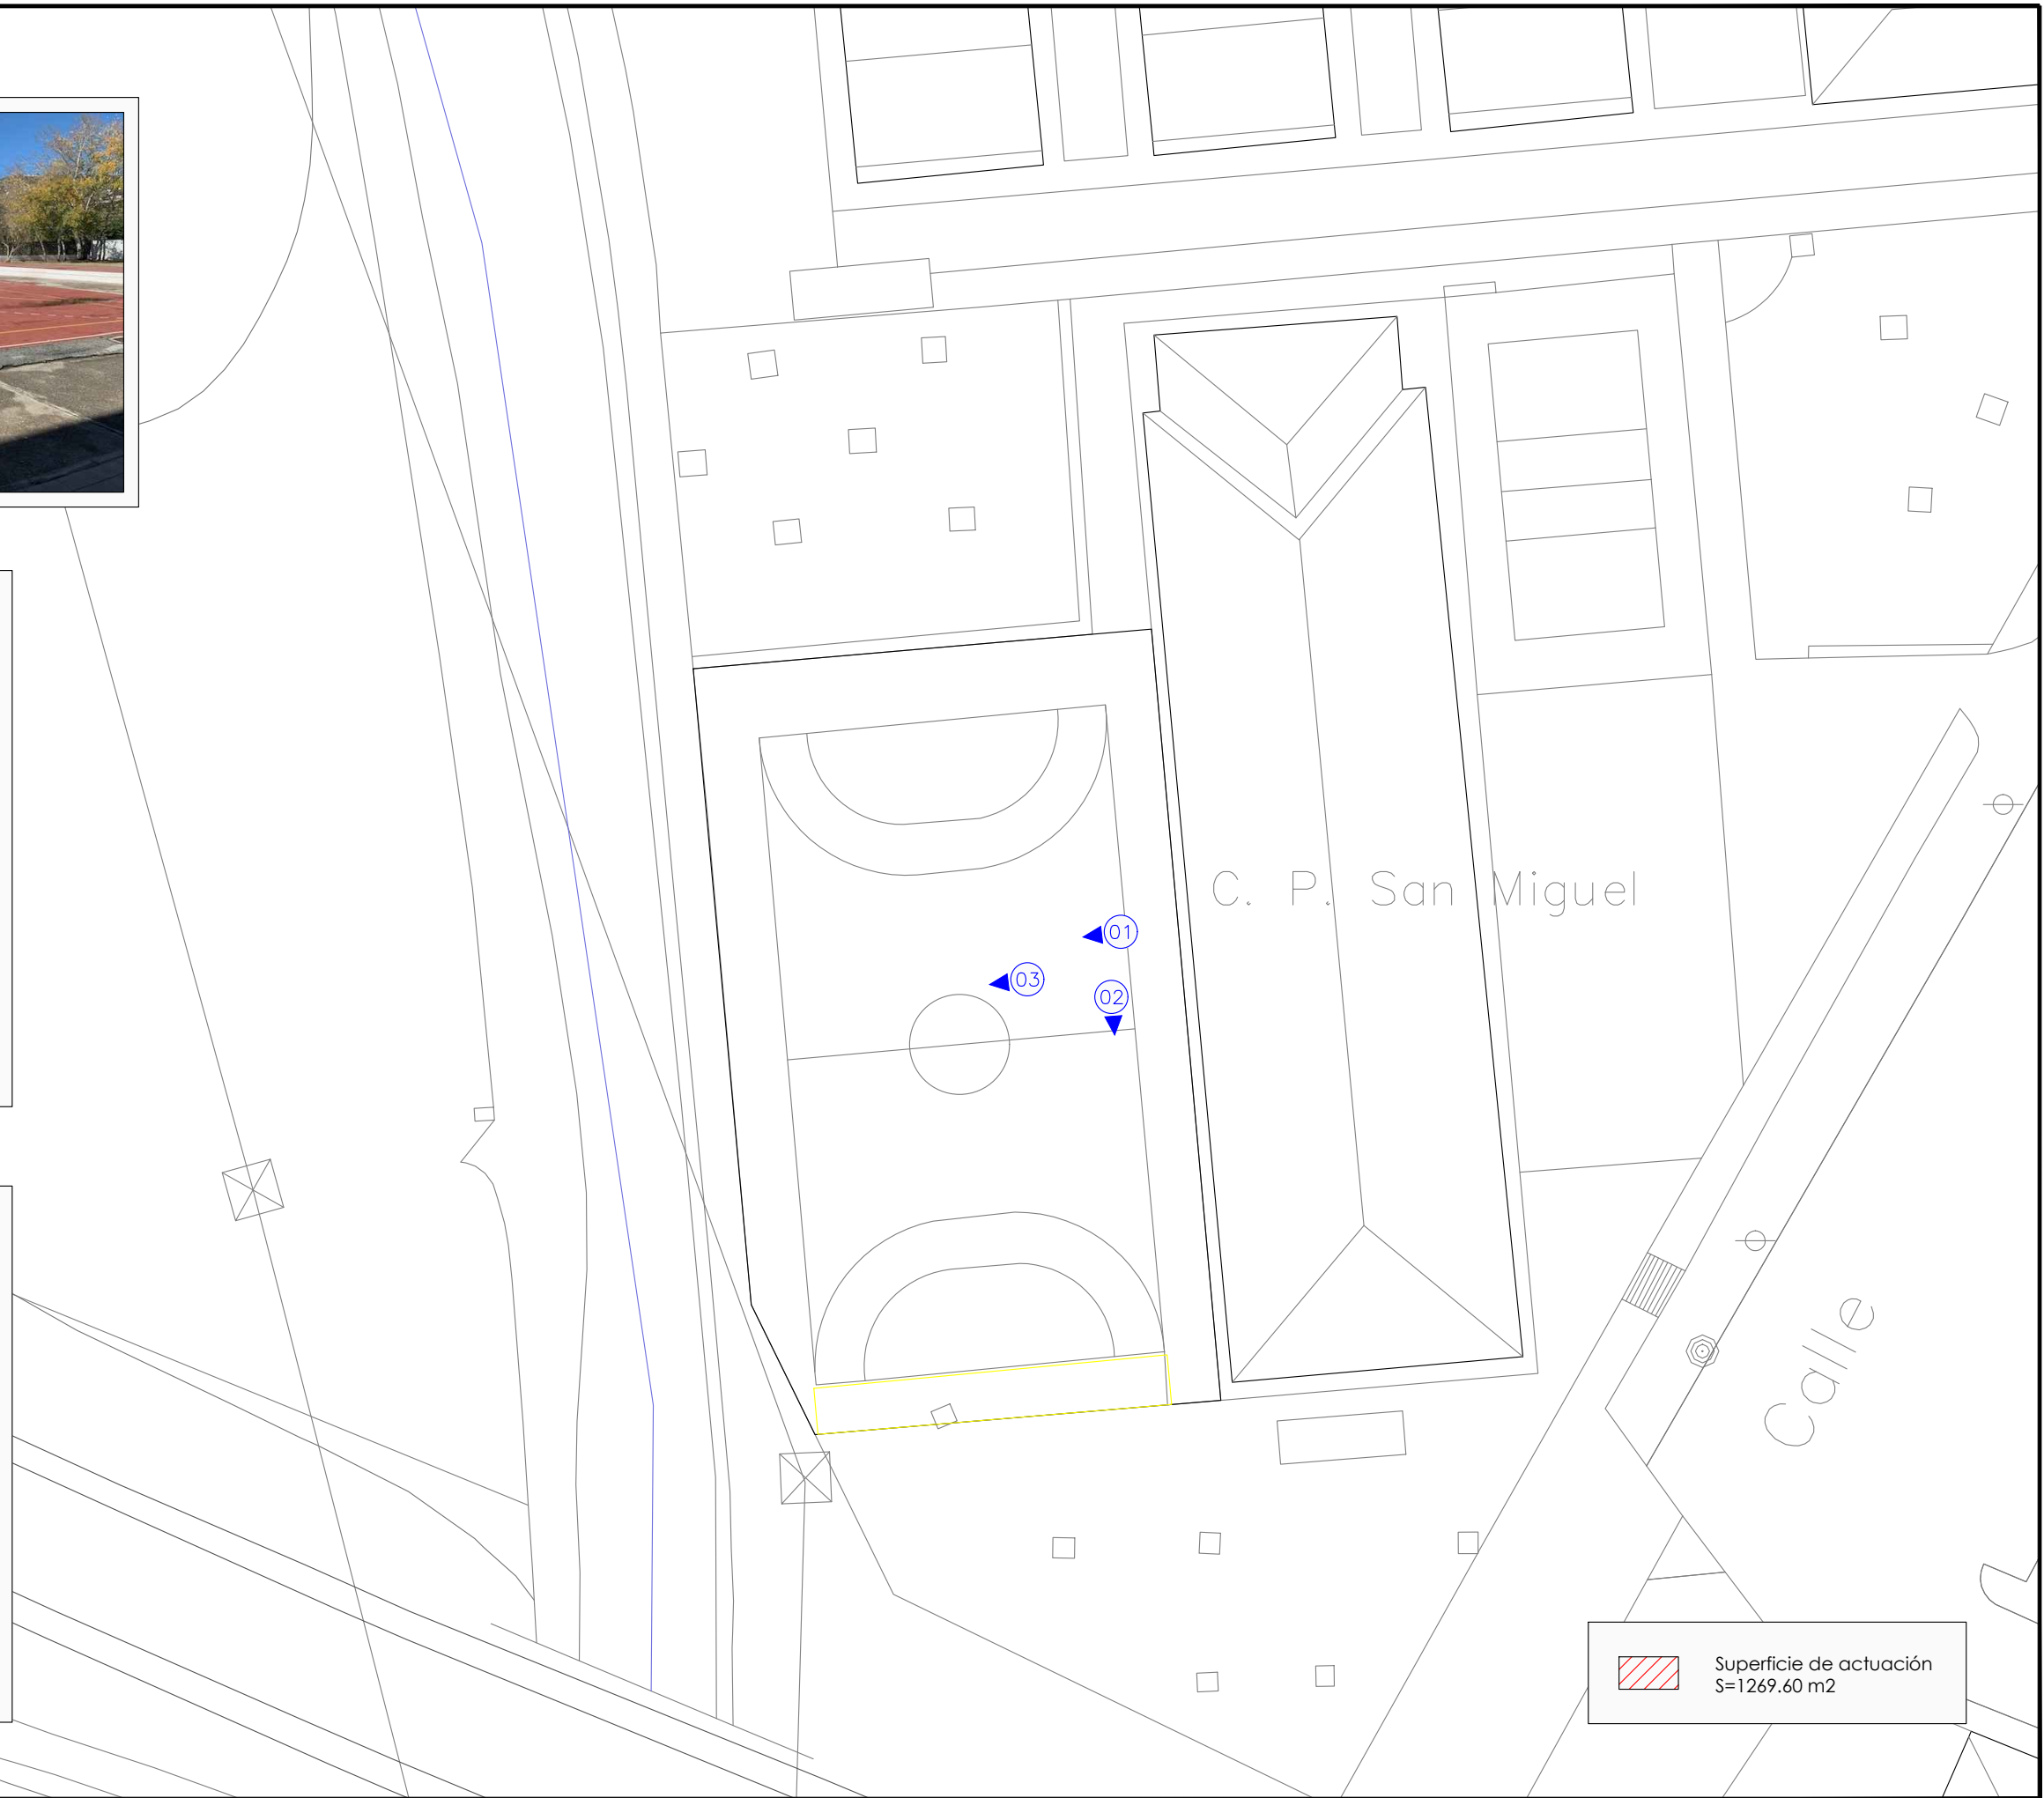 C. P. San Miguel
01
03
02
Calle
Superficie de actuación
S=1269.60 m2